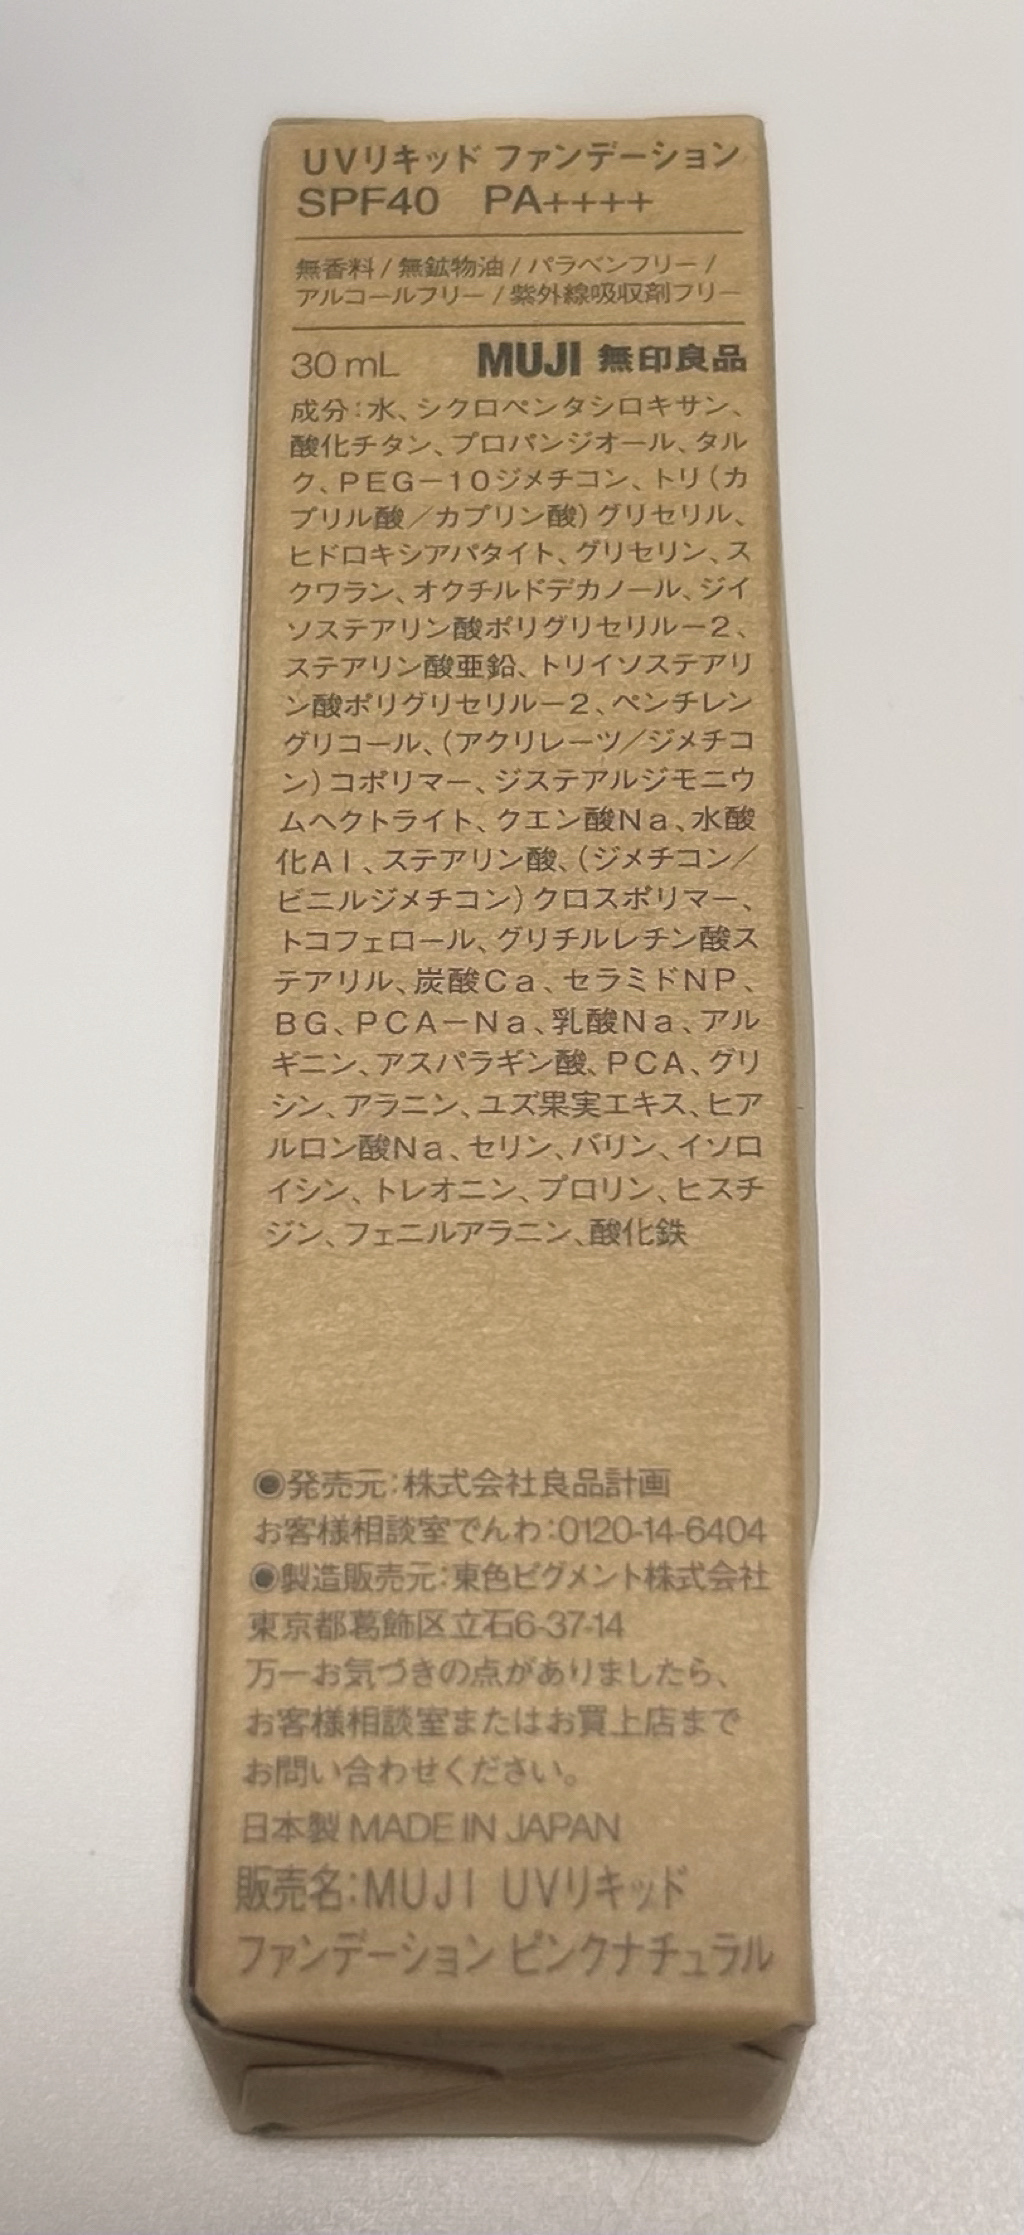 UVリキッド ファンデーション
SPF40 PA++++
無香料 / 無鉱物油 / パラベンフリー /
アルコールフリー / 紫外線吸収剤フリー
30 mL MUJI 無印良品
成分：水、シクロペンタシロキサン、
酸化チタン、プロパンジオール、タル
ク、PEG－10ジメチコン、トリ（カ
プリル酸／カプリン酸）グリセリル、
ヒドロキシアパタイト、グリセリン、ス
クワラン、オクチルドデカノール、ジイ
ソステアリン酸ポリグリセリル－2、
ステアリン酸亜鉛、トリイソステアリ
ン酸ポリグリセリル－2、ペンチレン
グリコール、（アクリレーツ／ジメチコ
ン）コポリマー、ジステアルジモニウ
ムヘクトライト、クエン酸Na、水酸
化Al、ステアリン酸、（ジメチコン／
ビニルジメチコン）クロスポリマー、
トコフェロール、グリチルレチン酸ス
テアリル、炭酸Ca、セラミドNP、
BG、PCA－Na、乳酸Na、アル
ギニン、アスパラギン酸、PCA、グリ
シン、アラニン、ユズ果実エキス、ヒア
ルロン酸Na、セリン、バリン、イソロ
イシン、トレオニン、プロリン、ヒスチ
ジン、フェニルアラニン、酸化鉄
◉発売元：株式会社良品計画
お客様相談室でんわ：0120-14-6404
◉製造販売元：東色ピグメント株式会社
東京都葛飾区立石6-37-14
万一お気づきの点がありましたら、
お客様相談室またはお買上店まで
お問い合わせください。
日本製 MADE IN JAPAN
販売名：MUJI UVリキッド
ファンデーション ピンクナチュラル